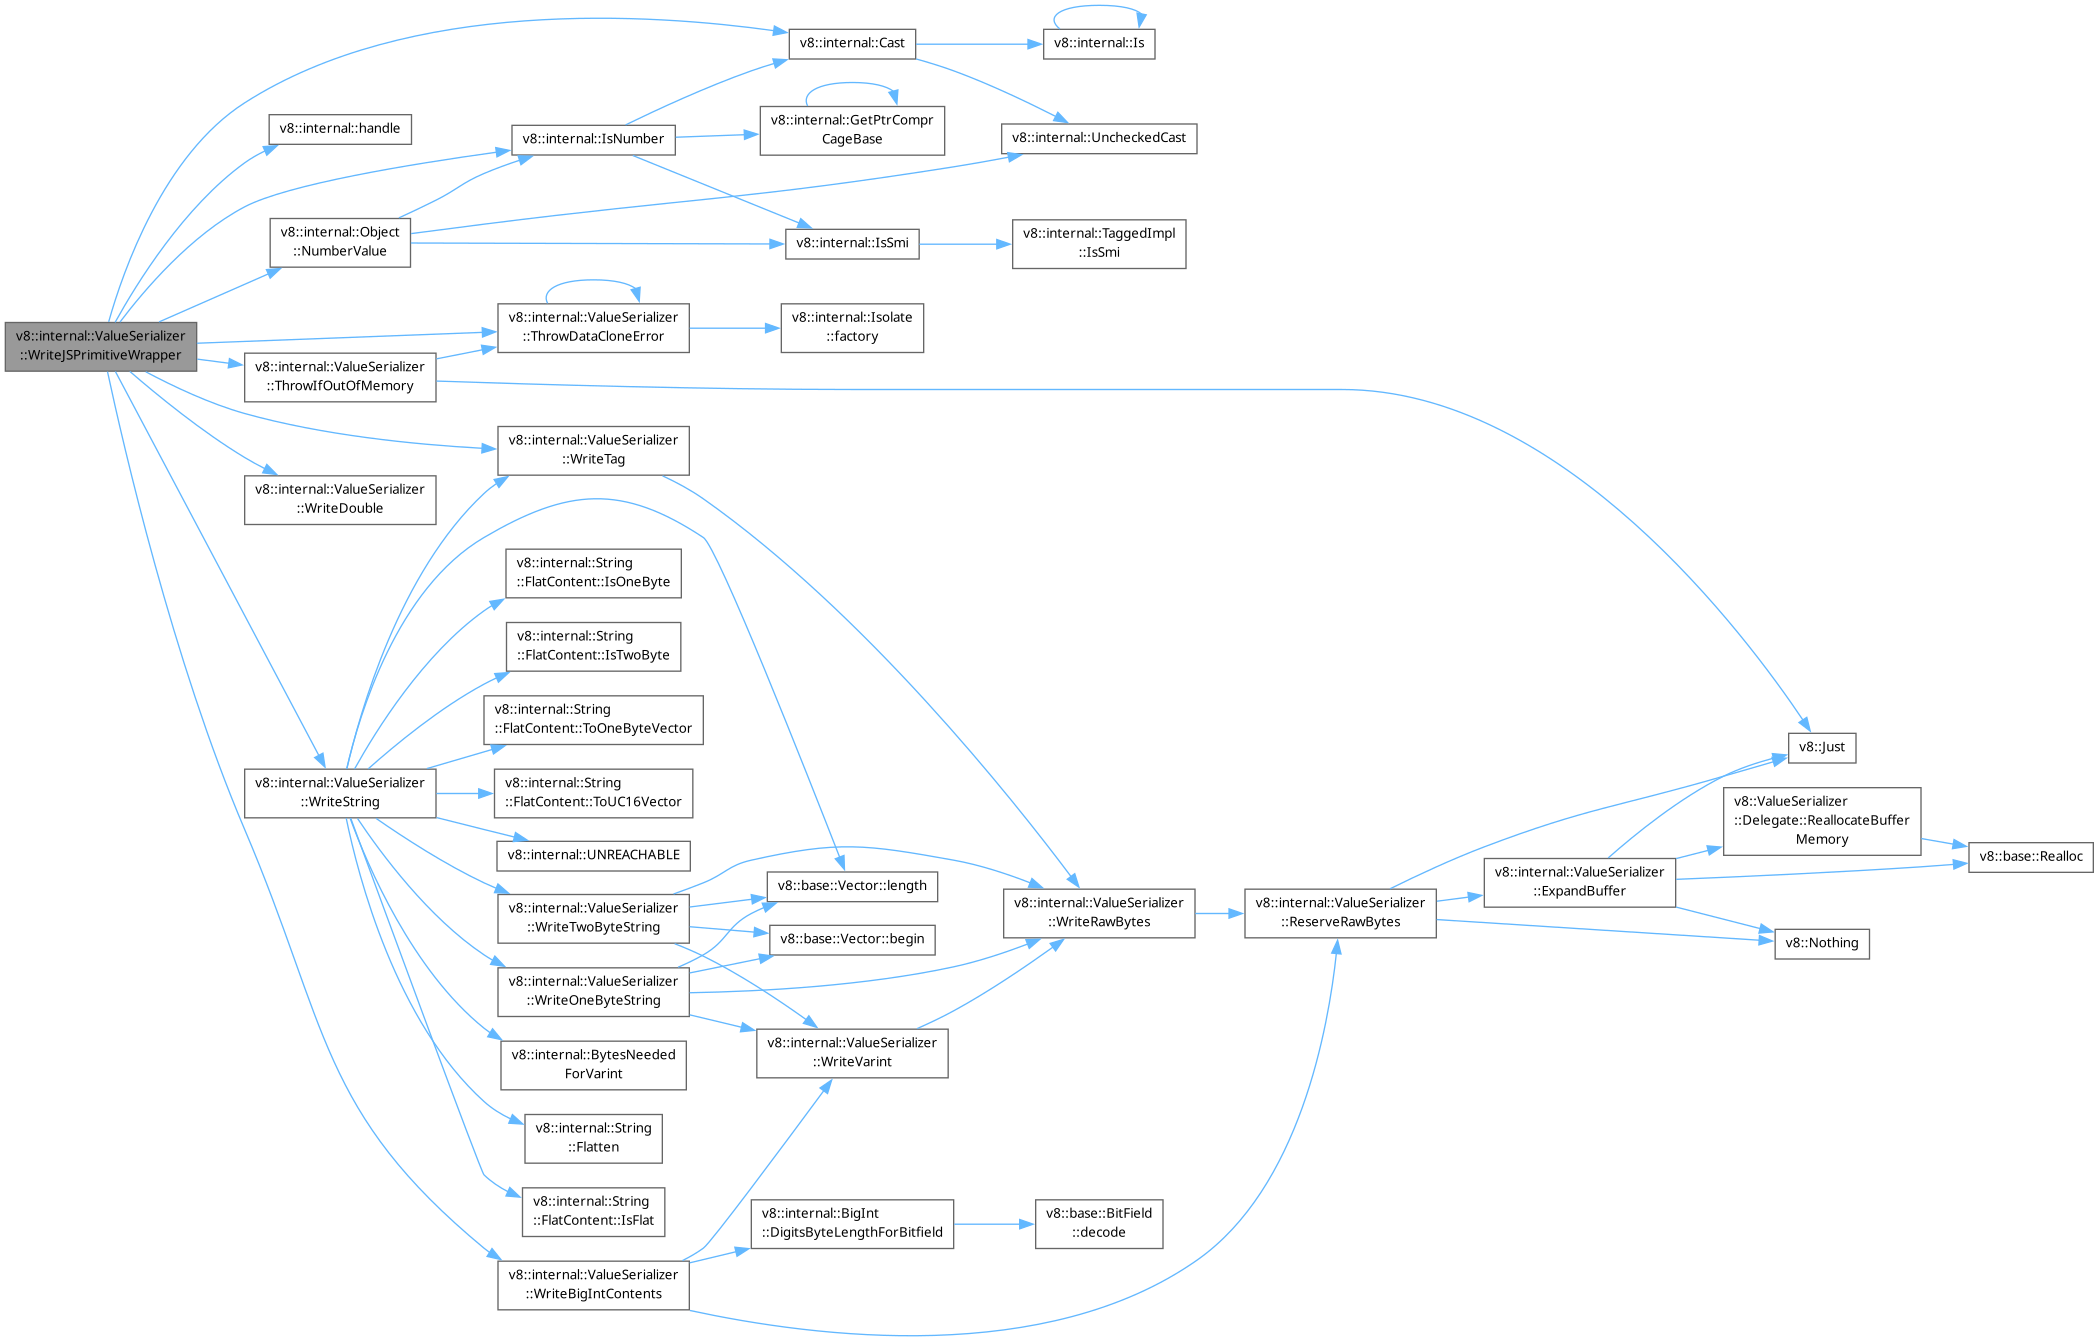 v8::internal::ValueSerializer
::WriteJSPrimitiveWrapper
v8::internal::Cast
v8::internal::Is
v8::internal::UncheckedCast
v8::internal::handle
v8::internal::IsNumber
v8::internal::GetPtrCompr
CageBase
v8::internal::IsSmi
v8::internal::TaggedImpl
::IsSmi
v8::internal::Object
::NumberValue
v8::internal::ValueSerializer
::ThrowDataCloneError
v8::internal::Isolate
::factory
v8::internal::ValueSerializer
::ThrowIfOutOfMemory
v8::Just
v8::internal::ValueSerializer
::WriteTag
v8::internal::ValueSerializer
::WriteRawBytes
v8::internal::ValueSerializer
::ReserveRawBytes
v8::internal::ValueSerializer
::ExpandBuffer
v8::ValueSerializer
::Delegate::ReallocateBuffer
Memory
v8::base::Realloc
v8::Nothing
v8::internal::ValueSerializer
::WriteDouble
v8::internal::ValueSerializer
::WriteString
v8::internal::String
::FlatContent::IsOneByte
v8::internal::String
::FlatContent::IsTwoByte
v8::internal::String
::FlatContent::ToOneByteVector
v8::internal::String
::FlatContent::ToUC16Vector
v8::internal::UNREACHABLE
v8::internal::ValueSerializer
::WriteTwoByteString
v8::base::Vector::length
v8::base::Vector::begin
v8::internal::ValueSerializer
::WriteOneByteString
v8::internal::ValueSerializer
::WriteVarint
v8::internal::BytesNeeded
ForVarint
v8::internal::String
::Flatten
v8::internal::String
::FlatContent::IsFlat
v8::internal::ValueSerializer
::WriteBigIntContents
v8::internal::BigInt
::DigitsByteLengthForBitfield
v8::base::BitField
::decode